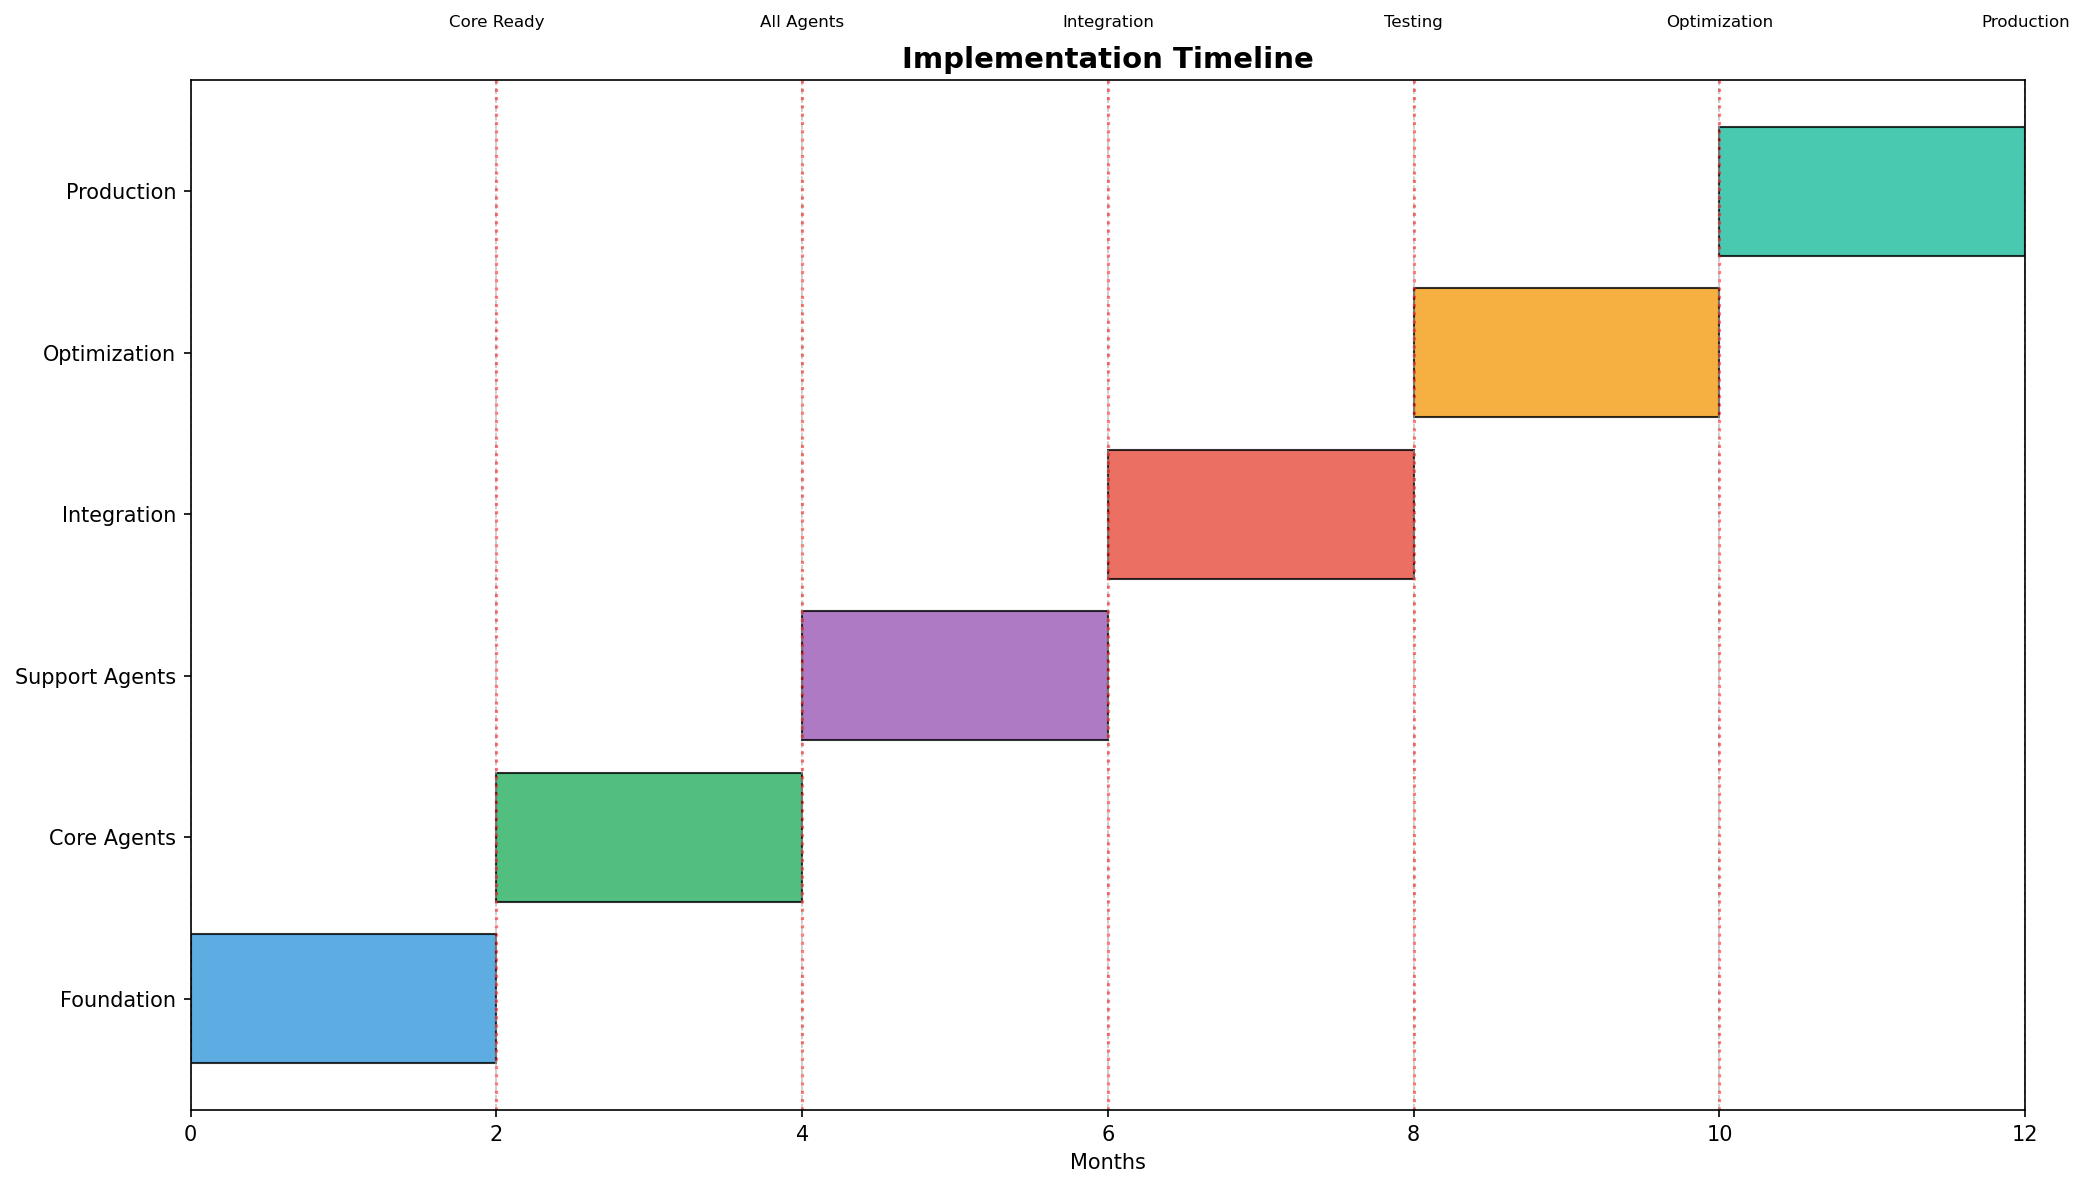 Core Ready All Agents Integration Testing Optimization Production
Implementation Timeline
Production
Optimization
Integration
Support Agents
Core Agents
Foundation
0 2 4 6 8 10 12
Months